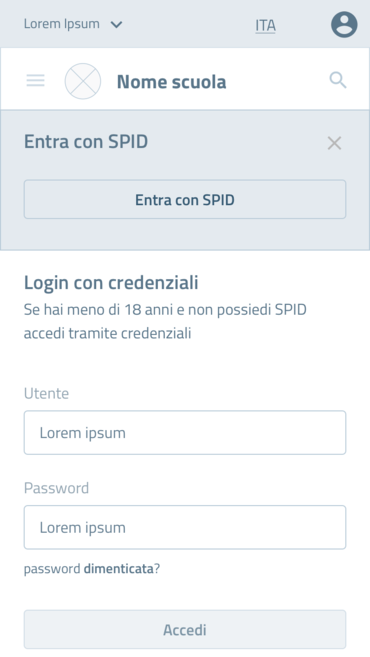 Lorem Ipsum
ITA
Nome scuola
Entra con SPID
Entra con SPID
Login con credenziali
Se hai meno di 18 anni e non possiedi SPID
accedi tramite credenziali
Utente
Lorem ipsum
Password
Lorem ipsum
password dimenticata?
Accedi